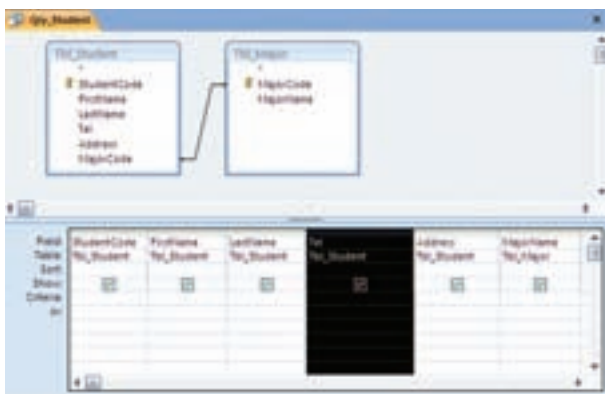 Qry_Student
Tbl_Student
*
StudentCode
FirstName
LastName
Tel
Address
MajorCode
Tbl_Major
*
MajorCode
MajorName
Field: StudentCode FirstName LastName Tel Address MajorName
Table: Tbl_Student Tbl_Student Tbl_Student Tbl_Student Tbl_Student Tbl_Major
Sort:
Show:
Criteria:
or: